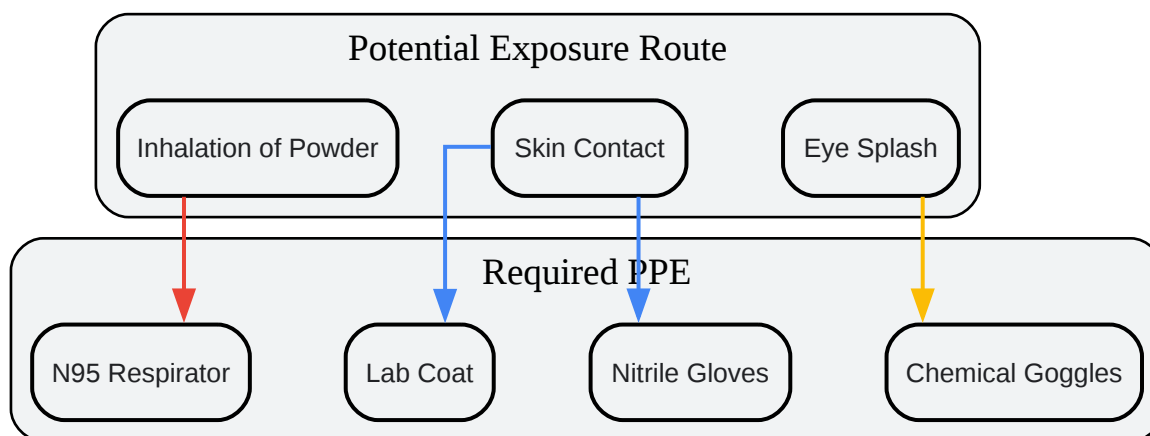 Potential Exposure Route
Inhalation of Powder
Skin Contact
Eye Splash
Required PPE
N95 Respirator
Lab Coat
Nitrile Gloves
Chemical Goggles